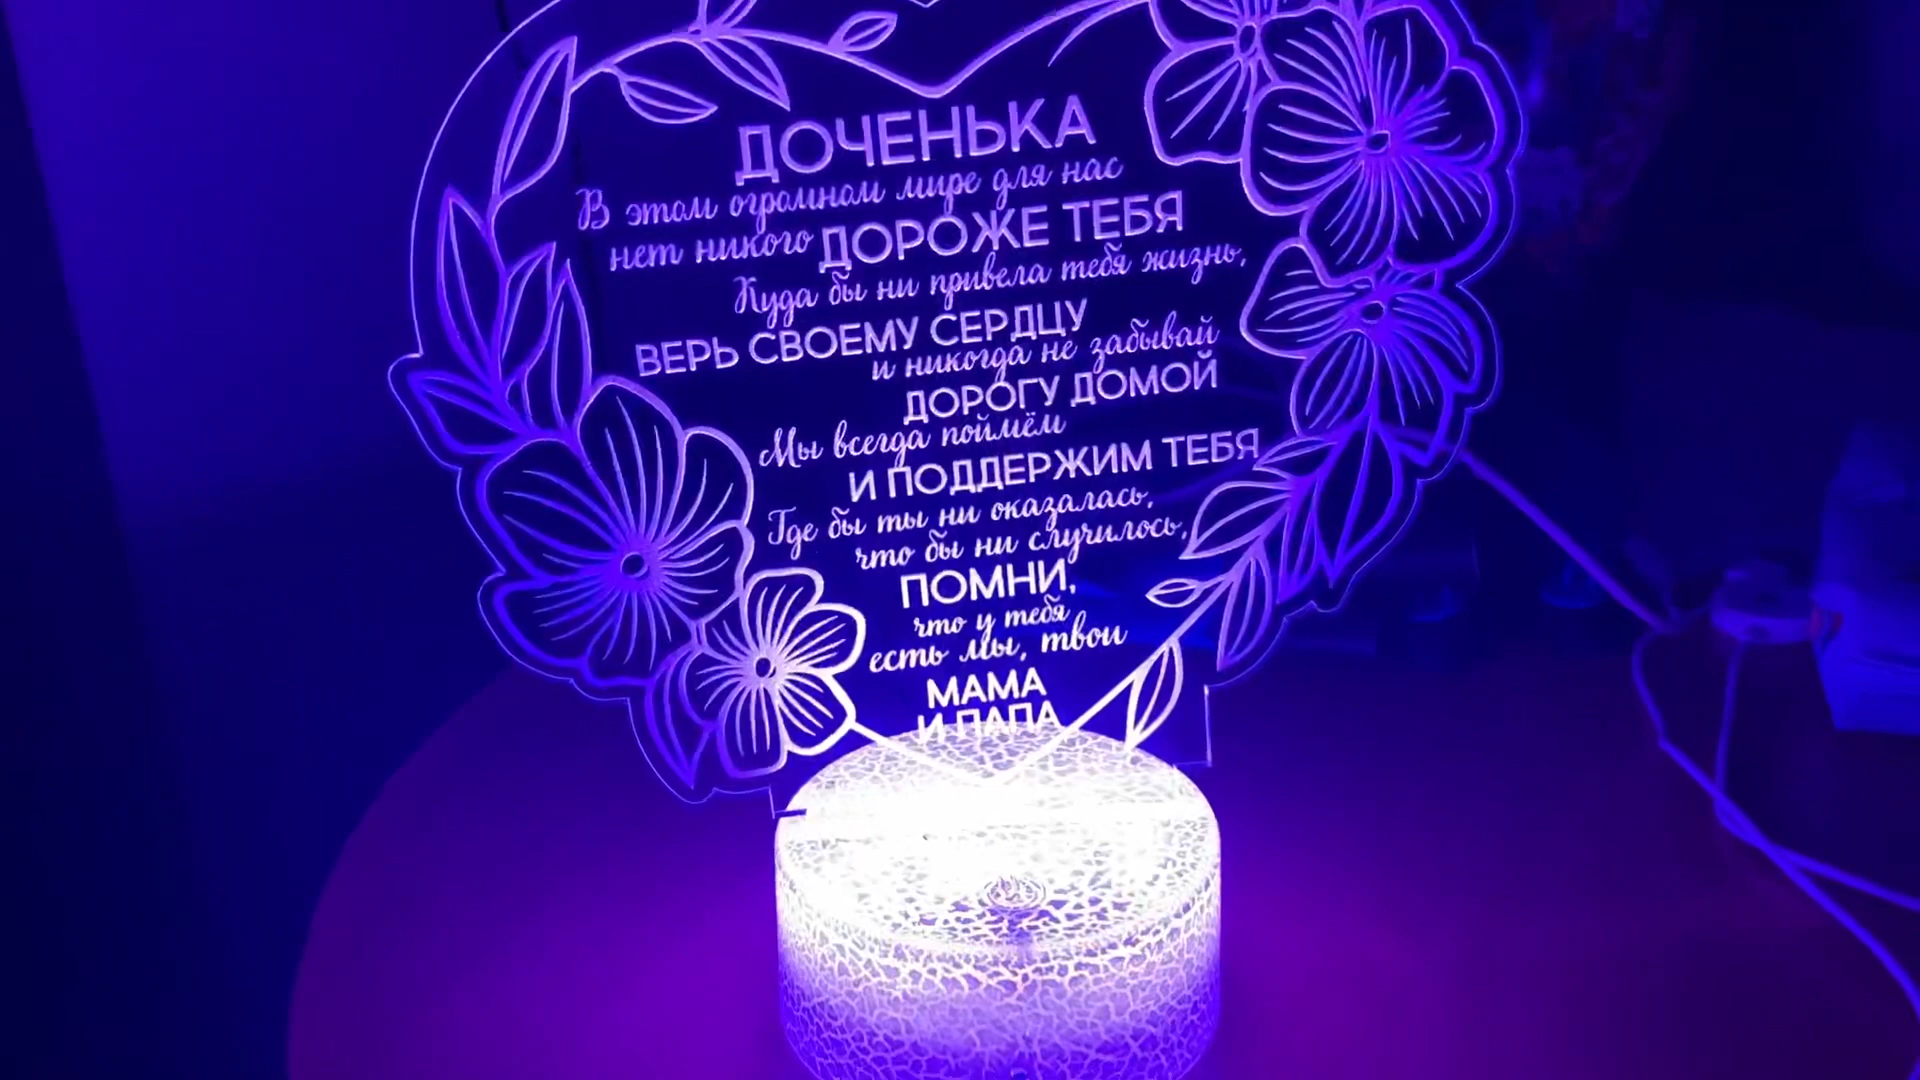 ДОЧЕНЬКА
В этом огромном мире для нас
нет никого ДОРОЖЕ ТЕБЯ
Куда бы ни привела тебя жизнь,
ВЕРЬ СВОЕМУ СЕРДЦУ
и никогда не забывай
ДОРОГУ ДОМОЙ
Мы всегда поймём
И ПОДДЕРЖИМ ТЕБЯ
Где бы ты ни оказалась,
что бы ни случилось,
ПОМНИ,
что у тебя
есть мы, твои
МАМА
И ПАПА